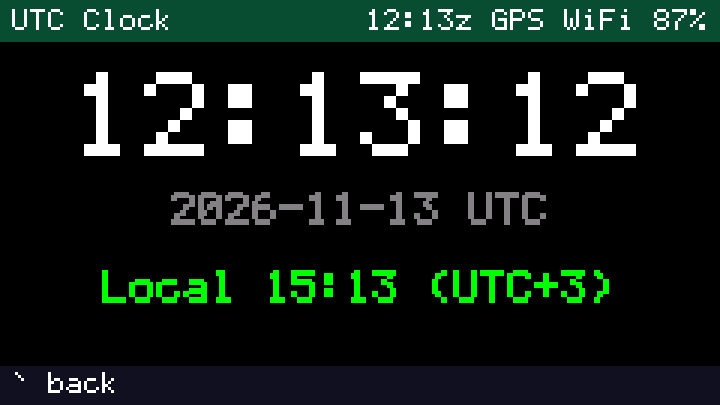 UTC Clock 12:13z GPS WiFi 87%
12:13:12
2026-11-13 UTC
Local 15:13 (UTC+3)
` back